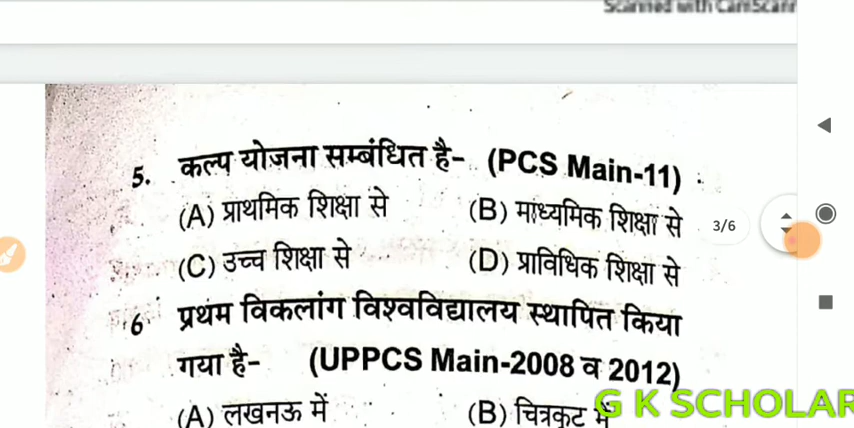 Scanned with CamScann
5. कल्प योजना सम्बंधित है- (PCS Main-11)
(A) प्राथमिक शिक्षा से (B) माध्यमिक शिक्षा से
3/6
(C) उच्च शिक्षा से (D) प्राविधिक शिक्षा से
6. प्रथम विकलांग विश्वविद्यालय स्थापित किया
गया है- (UPPCS Main-2008 व 2012)
(A) लखनऊ में (B) चित्रकूट में
G K SCHOLAR